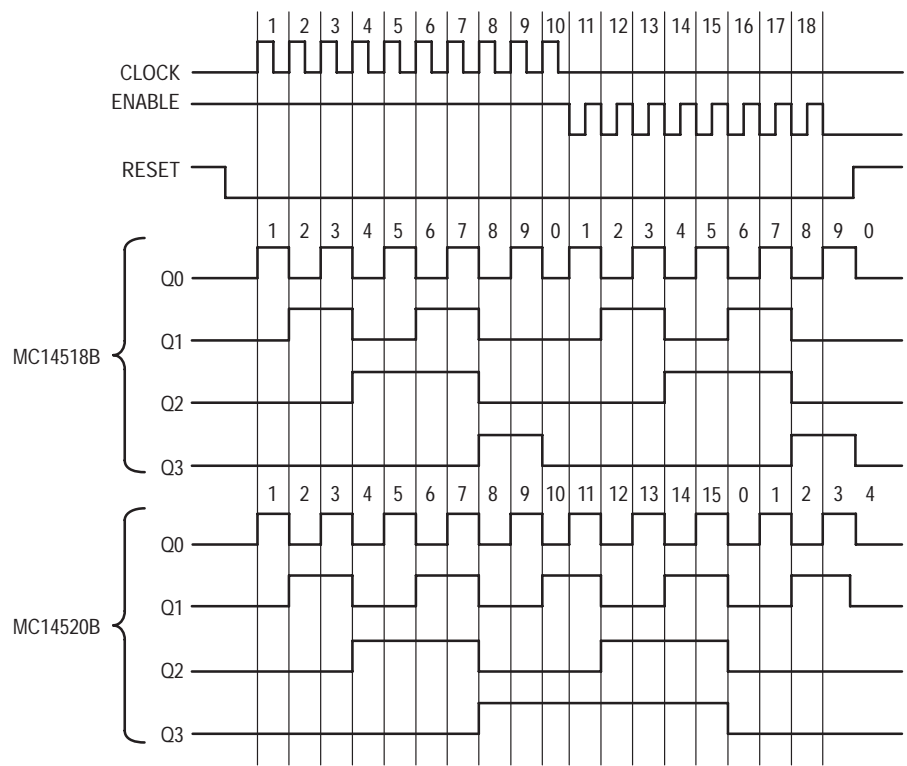 1 2 3 4 5 6 7 8 9 10 11 12 13 14 15 16 17 18
CLOCK
ENABLE
RESET
1 2 3 4 5 6 7 8 9 0 1 2 3 4 5 6 7 8 9 0
Q0
Q1
MC14518B
Q2
Q3
1 2 3 4 5 6 7 8 9 10 11 12 13 14 15 0 1 2 3 4
Q0
Q1
MC14520B
Q2
Q3